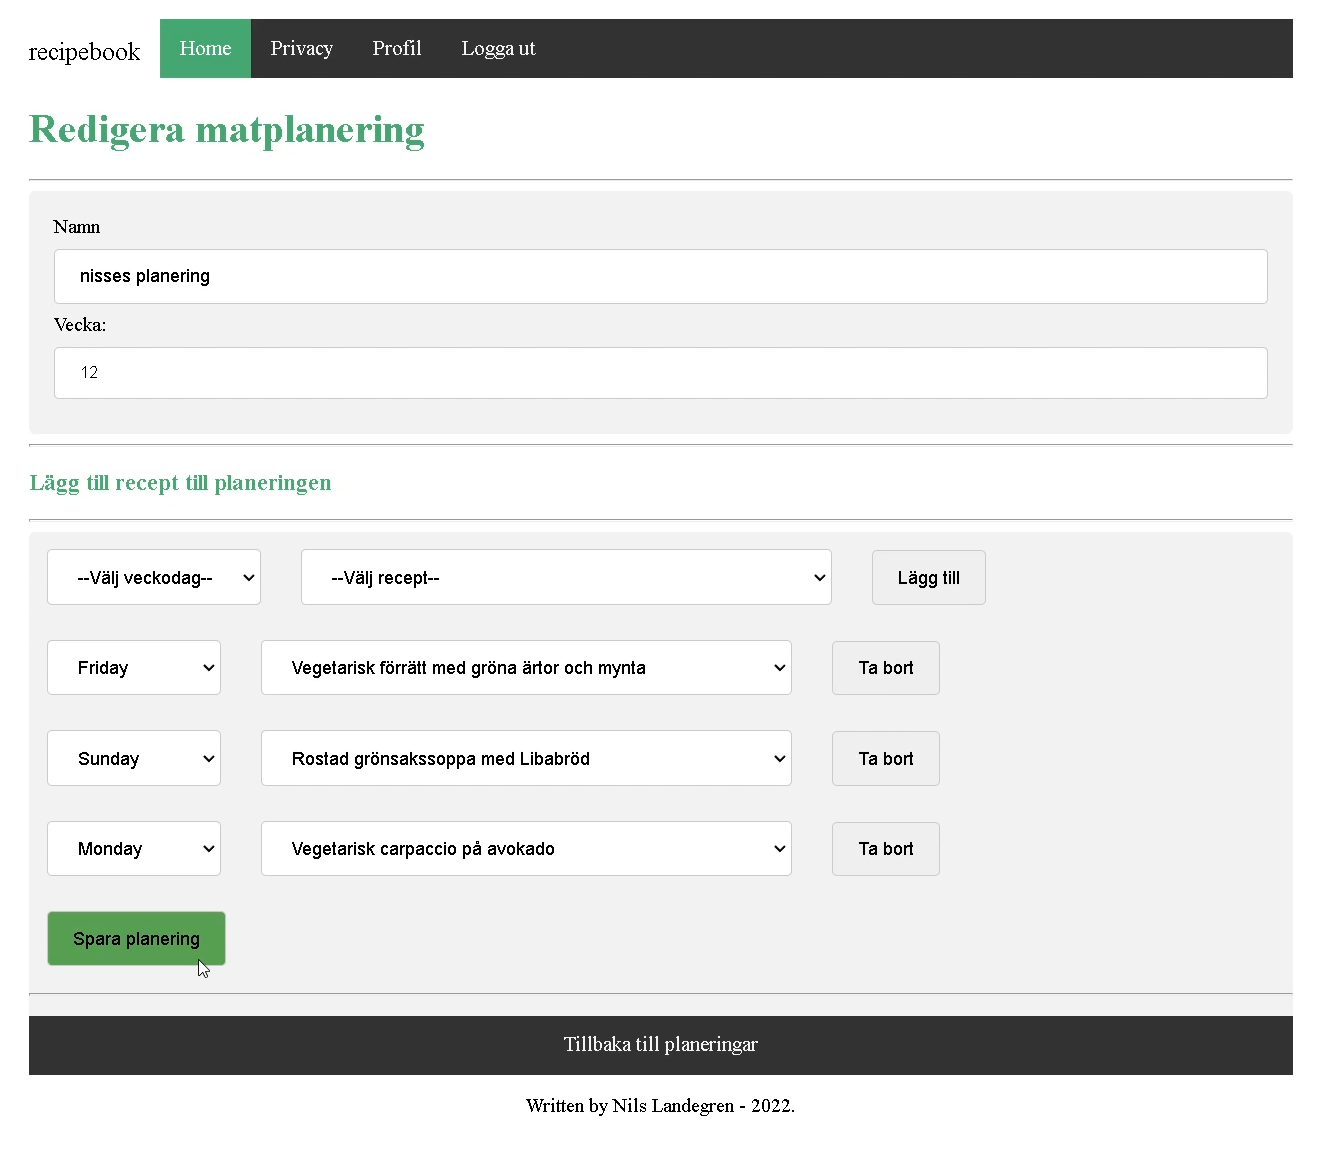 recipebook Home Privacy Profil Logga ut
Redigera matplanering
Namn
nisses planering
Vecka:
12
Lägg till recept till planeringen
--Välj veckodag-- --Välj recept-- Lägg till
Friday Vegetarisk förrätt med gröna ärtor och mynta Ta bort
Sunday Rostad grönsakssoppa med Libabröd Ta bort
Monday Vegetarisk carpaccio på avokado Ta bort
Spara planering
Tillbaka till planeringar
Written by Nils Landegren - 2022.